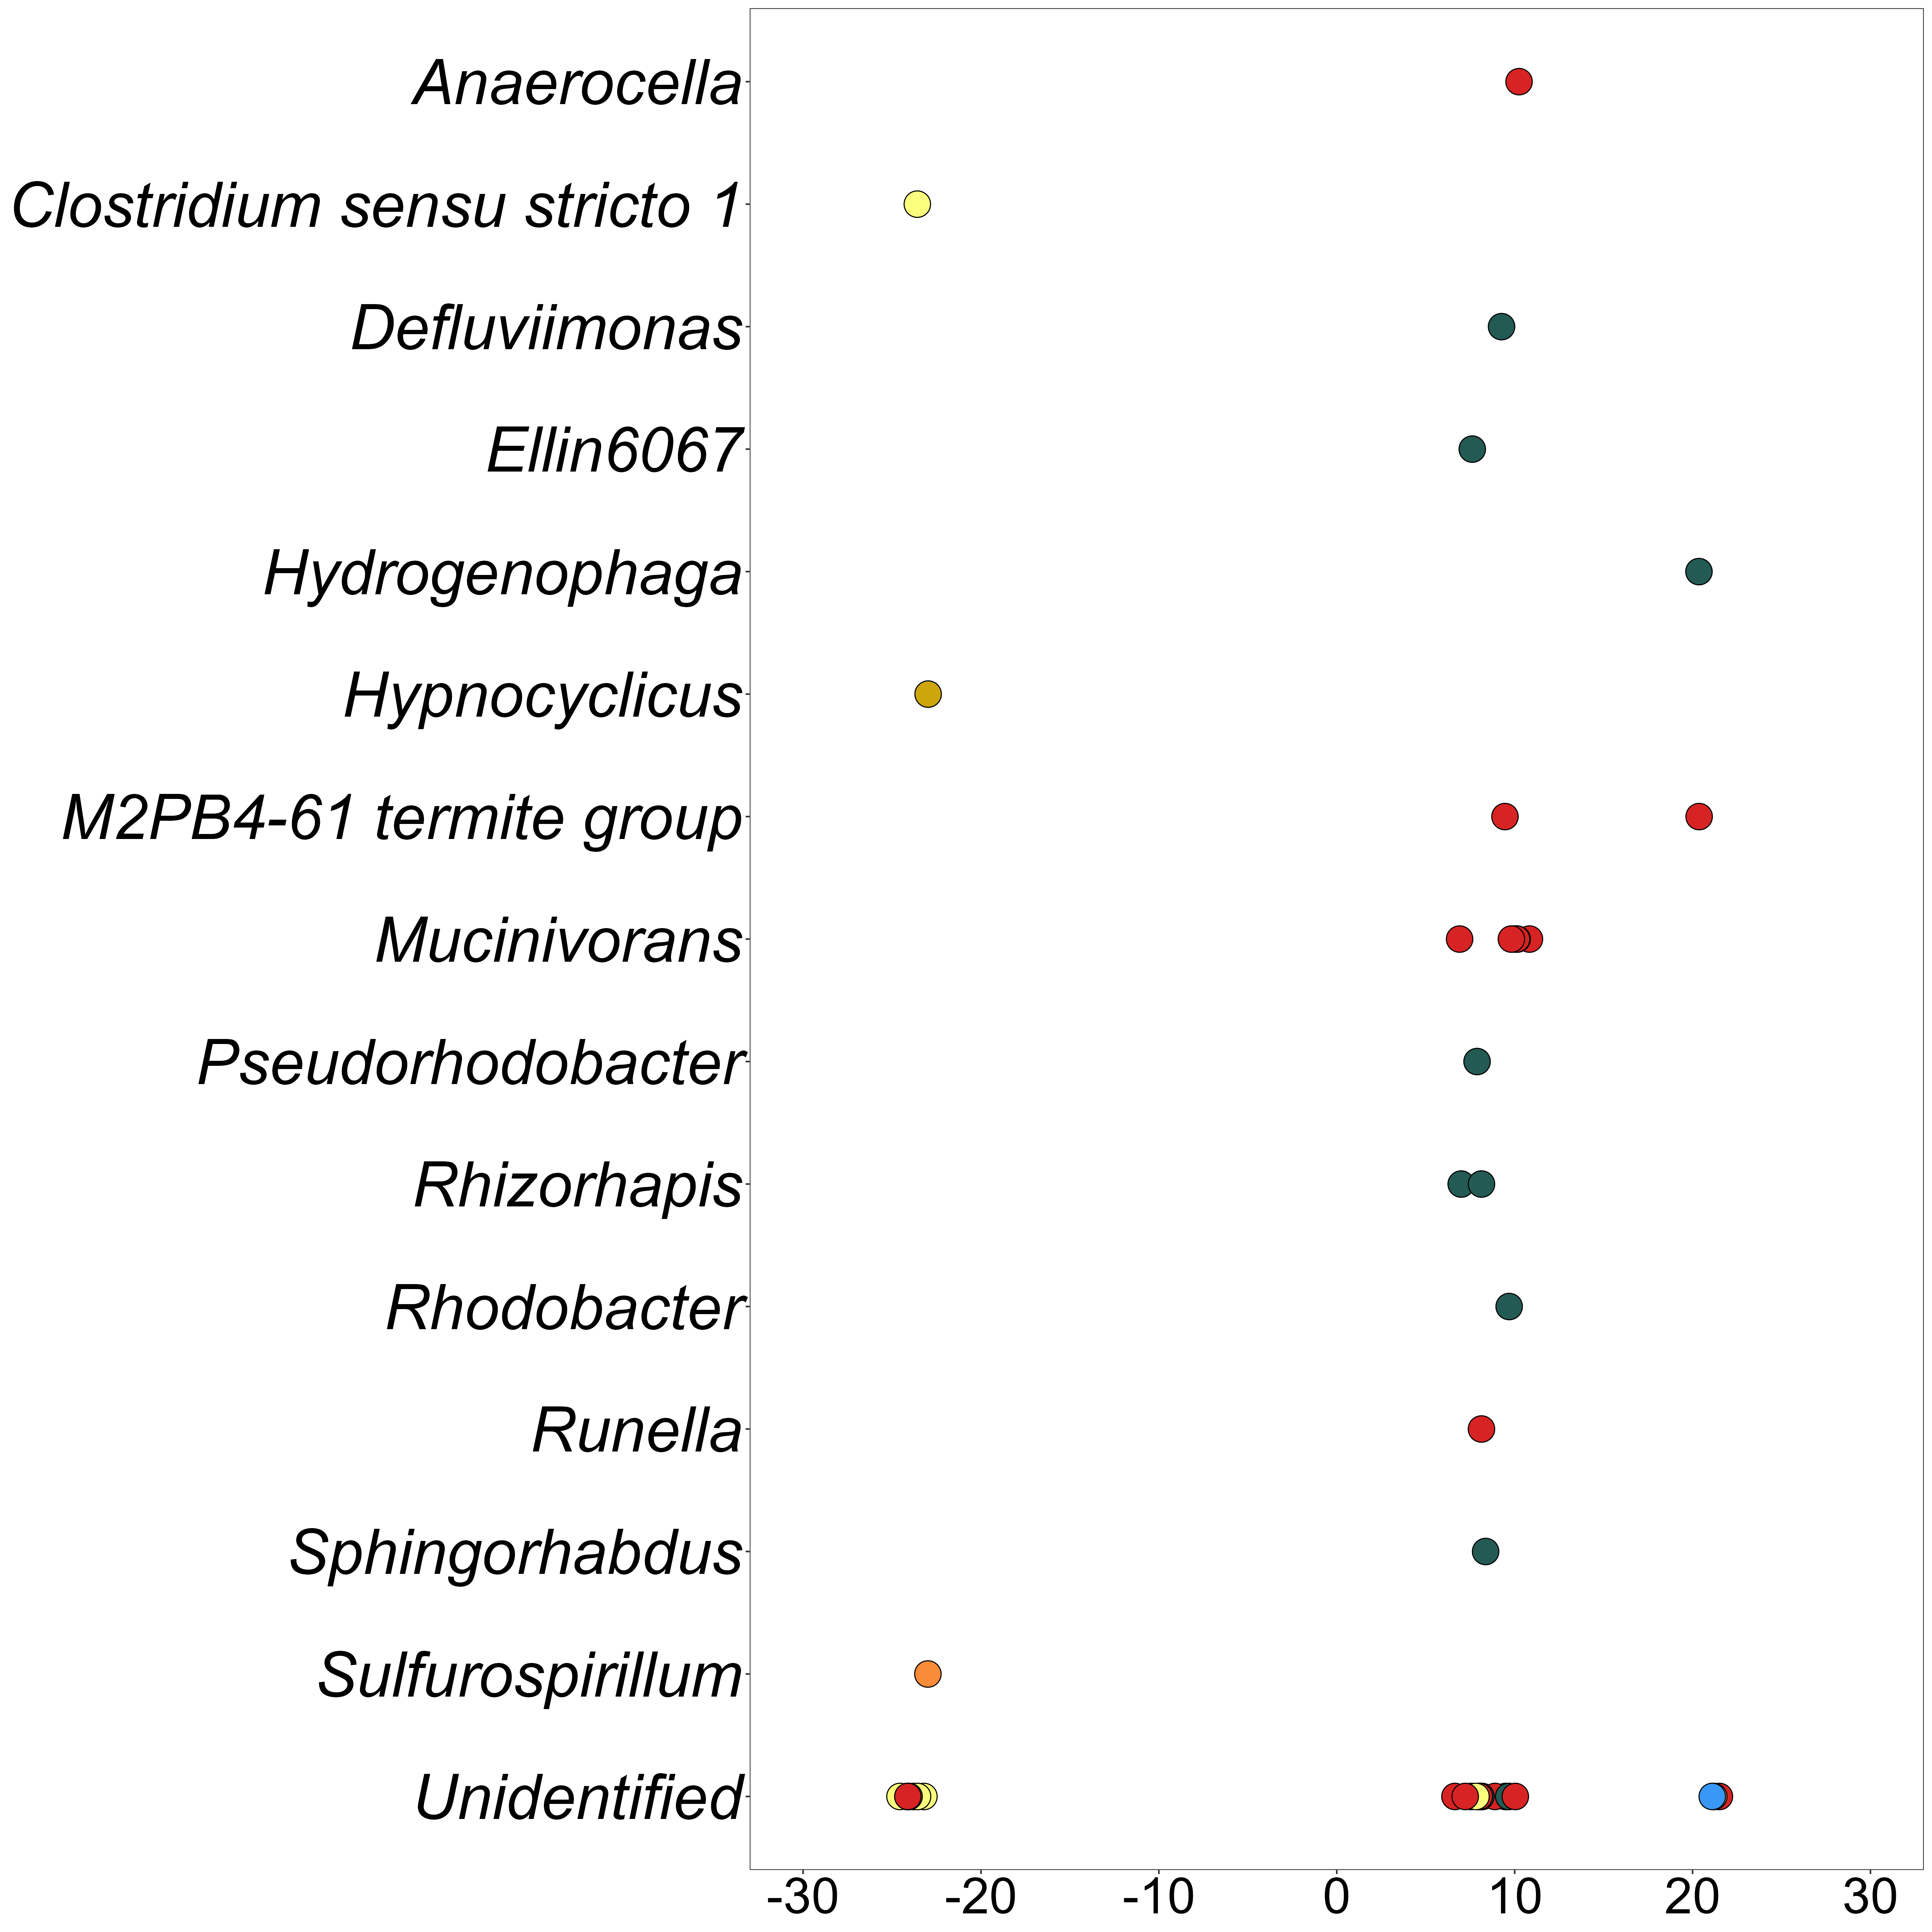 Anaerocella
Clostridium sensu stricto 1
Defluviimonas
Ellin6067
Hydrogenophaga
Hypnocyclicus
M2PB4-61 termite group
Mucinivorans
Pseudorhodobacter
Rhizorhapis
Rhodobacter
Runella
Sphingorhabdus
Sulfurospirillum
Unidentified
-30 -20 -10 0 10 20 30